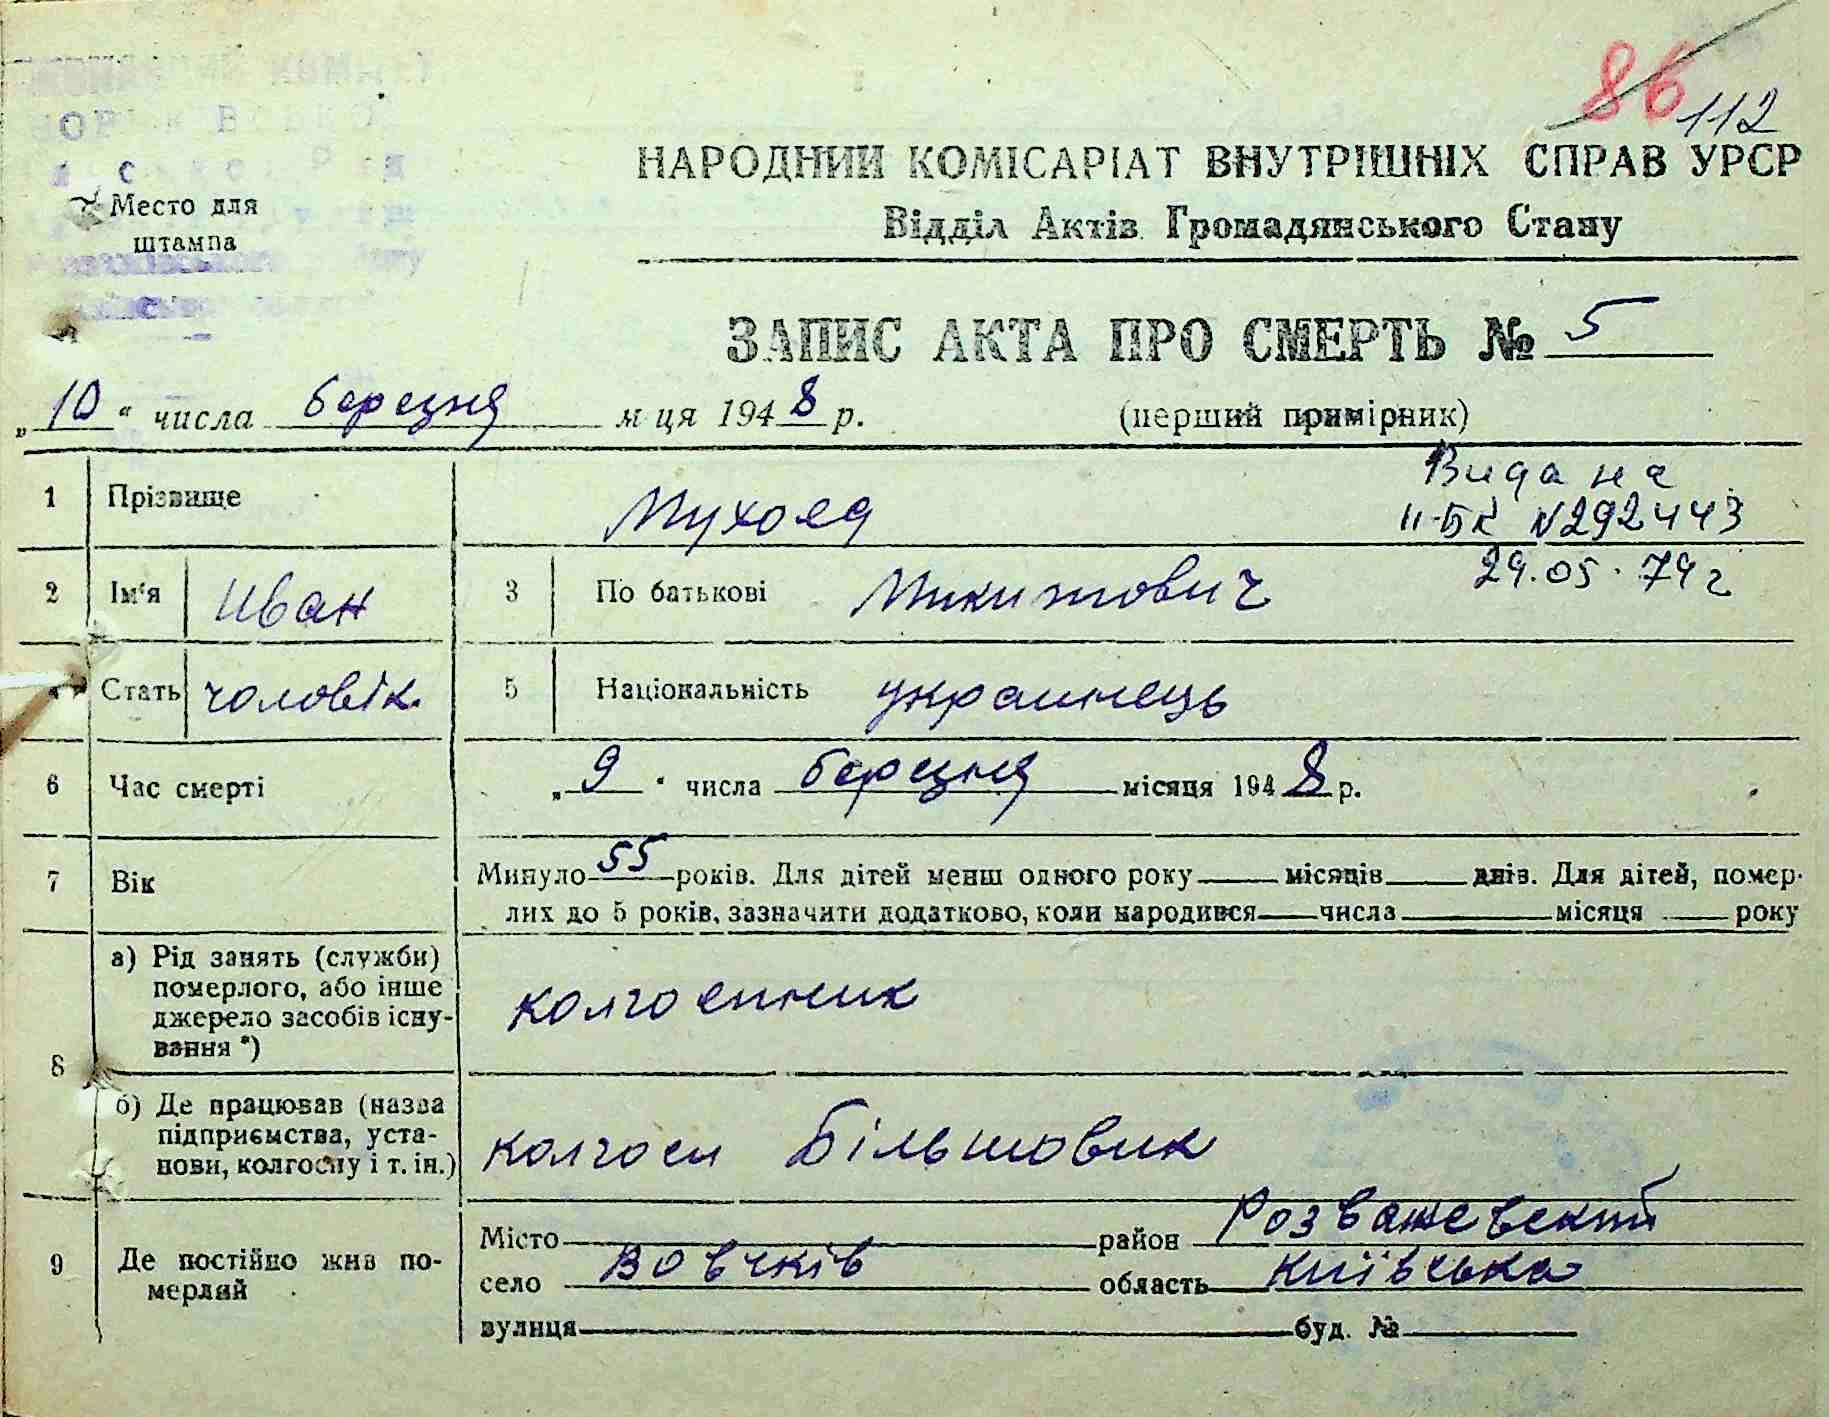 86 112
Место для
штампа
НАРОДНИЙ КОМІСАРІАТ ВНУТРІШНІХ СПРАВ УРСР
Відділ Актів Громадянського Стану
ЗАПИС АКТА ПРО СМЕРТЬ № 5
„10“ числа березня м-ця 1948 р. (перший примірник)
1 Прізвище Мухоед
Видана
ІІ-БК №292443
29.05.74г
2 Ім'я Иван 3 По батькові Микитович
4 Стать чоловік. 5 Національність украинець
6 Час смерті „9“ числа березня місяця 1948 р.
7 Вік Минуло 55 років. Для дітей менш одного року місяців днів. Для дітей, помер-
лих до 5 років, зазначити додатково, коли народився числа місяця року
8 а) Рід занять (служби)
померлого, або інше
джерело засобів існу-
вання *)
колгоспник
б) Де працював (назва
підприємства, уста-
нови, колгоспу і т. ін.)
колгосп Більшовик
9 Де постійно жив по-
мерлий
Місто район Розважевский
село Вовчків область Київська
вулиця буд. №